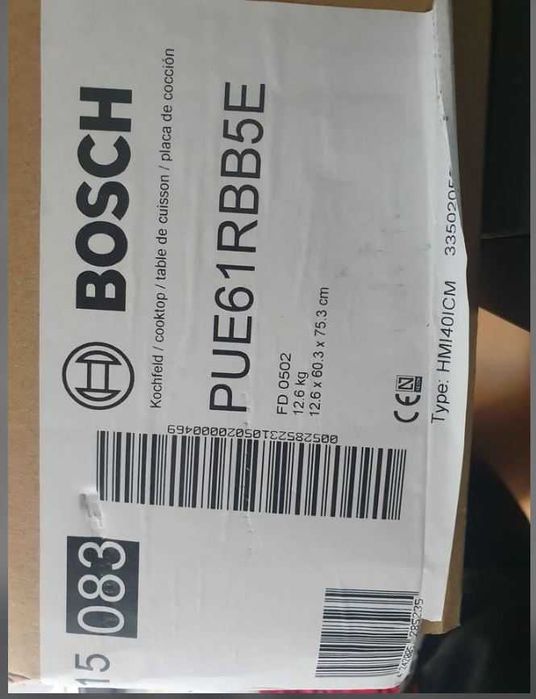 BOSCH
Kochfeld / cooktop / table de cuisson / placa de cocción
PUE61RBB5E
FD 0502
12.6 kg
12.6 x 60.3 x 75.3 cm
CE
Type: HMI40ICM
00528523105020000469
15 083